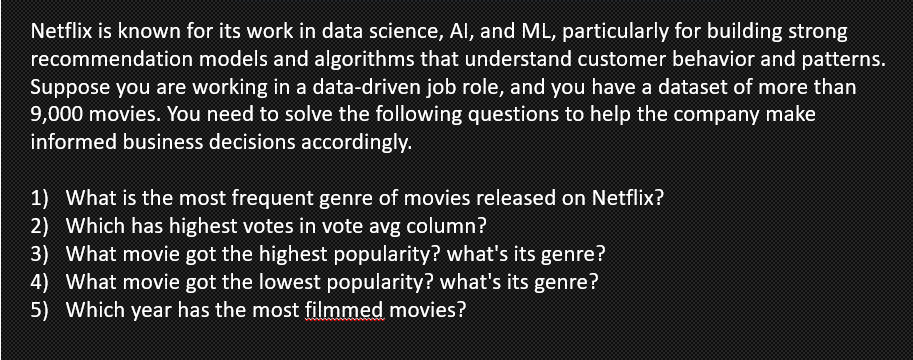 Netflix is known for its work in data science, AI, and ML, particularly for building strong
recommendation models and algorithms that understand customer behavior and patterns.
Suppose you are working in a data-driven job role, and you have a dataset of more than
9,000 movies. You need to solve the following questions to help the company make
informed business decisions accordingly.
1) What is the most frequent genre of movies released on Netflix?
2) Which has highest votes in vote avg column?
3) What movie got the highest popularity? what's its genre?
4) What movie got the lowest popularity? what's its genre?
5) Which year has the most filmmed movies?